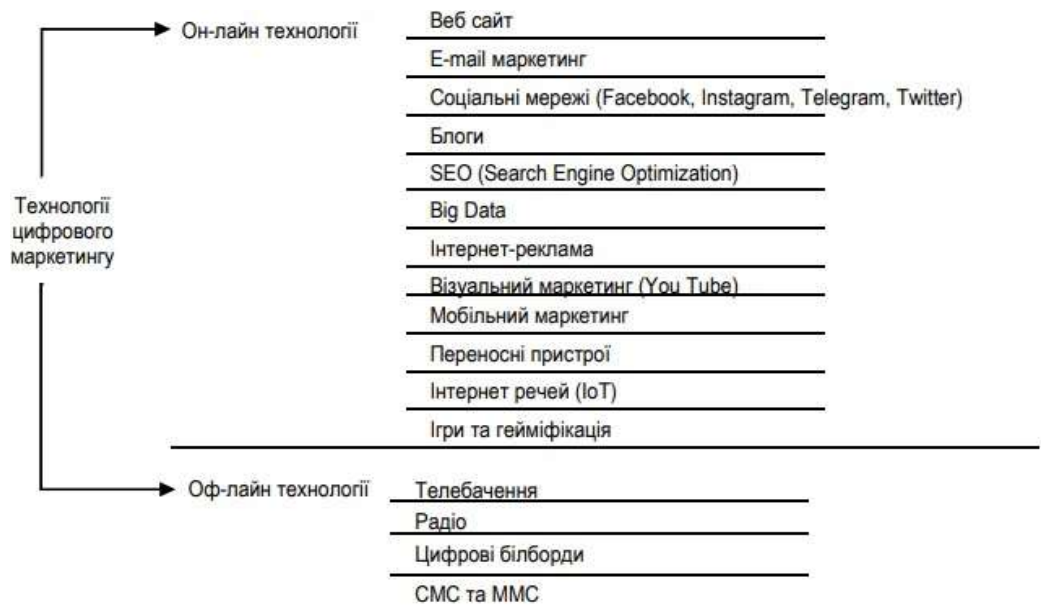 Он-лайн технології
Веб сайт
E-mail маркетинг
Соціальні мережі (Facebook, Instagram, Telegram, Twitter)
Блоги
SEO (Search Engine Optimization)
Big Data
Інтернет-реклама
Візуальний маркетинг (You Tube)
Мобільний маркетинг
Переносні пристрої
Інтернет речей (IoT)
Ігри та гейміфікація
Технології
цифрового
маркетингу
Оф-лайн технології
Телебачення
Радіо
Цифрові білборди
СМС та ММС